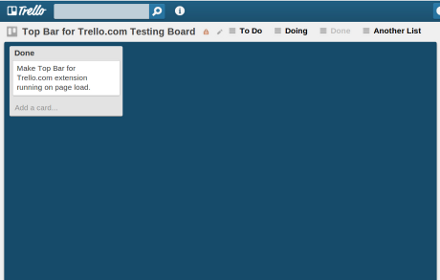 Trello
Top Bar for Trello.com Testing Board To Do Doing Done Another List
Done
Make Top Bar for
Trello.com extension
running on page load.
Add a card...